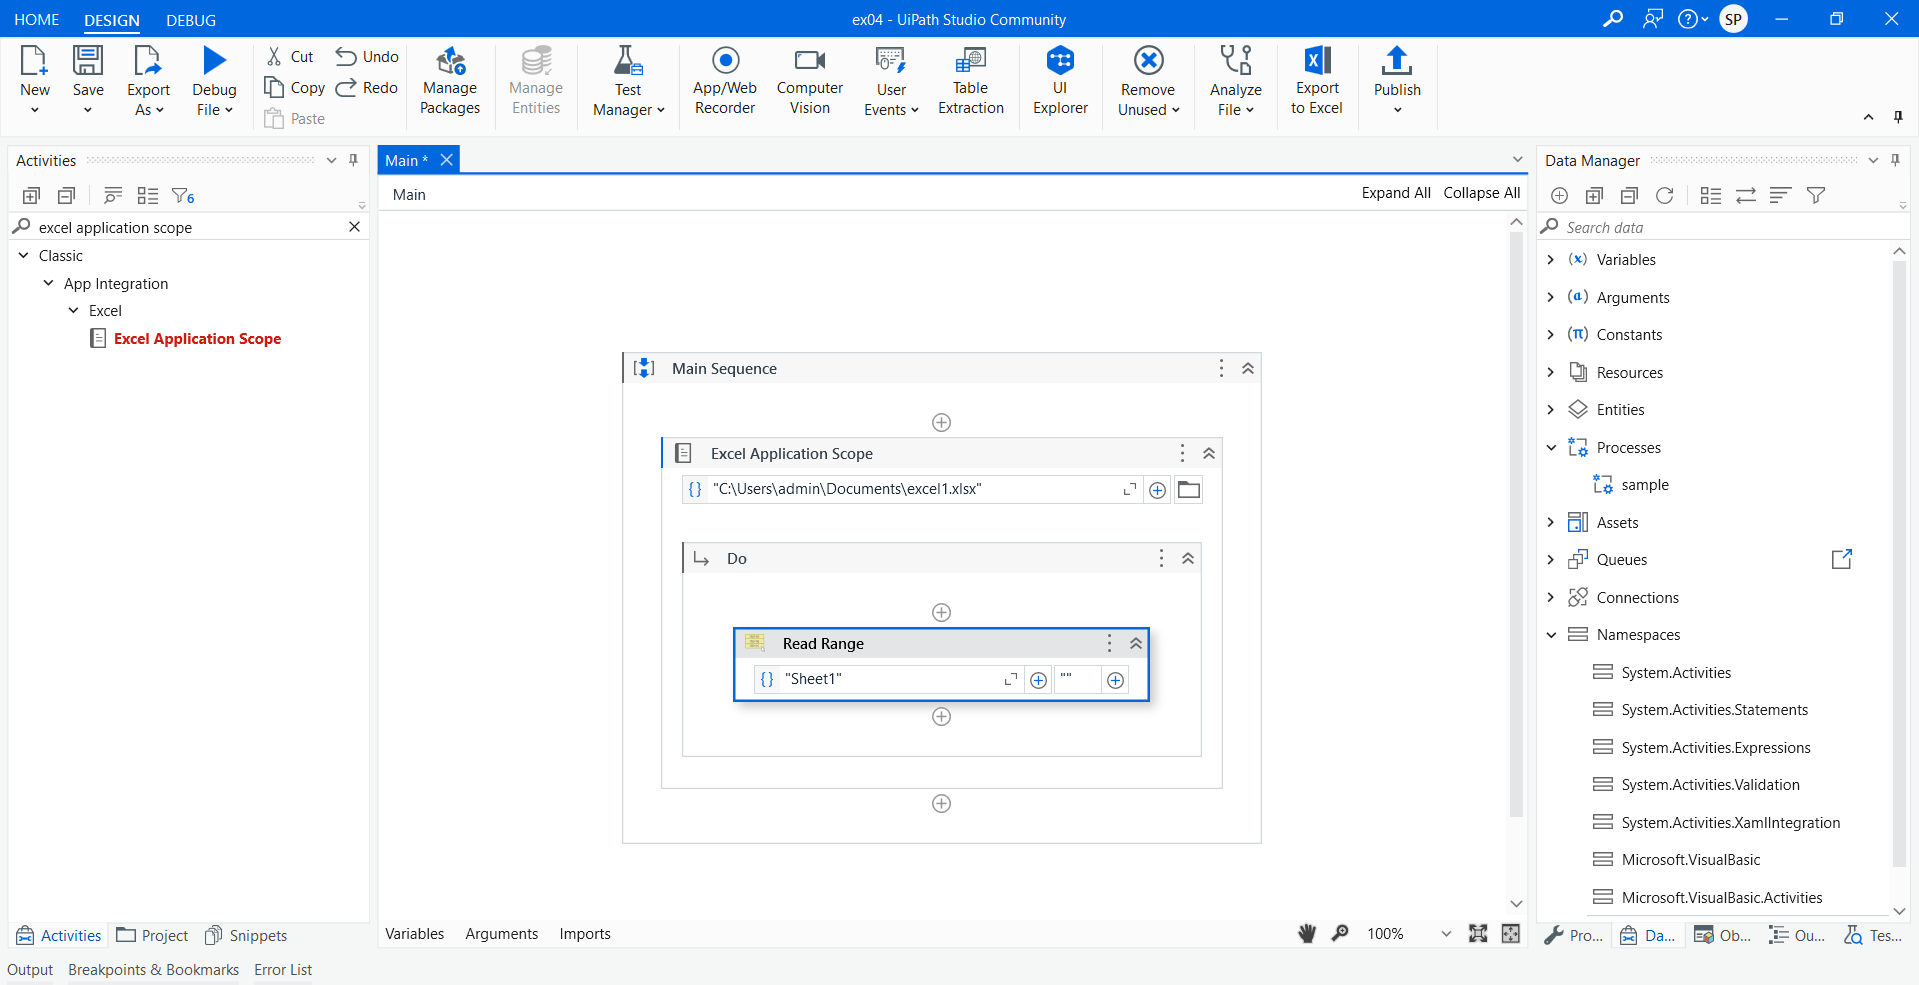 HOME DESIGN DEBUG
ex04 - UiPath Studio Community
SP
New
Save
Export As
Debug File
Cut
Copy
Paste
Undo
Redo
Manage Packages
Manage Entities
Test Manager
App/Web Recorder
Computer Vision
User Events
Table Extraction
UI Explorer
Remove Unused
Analyze File
Export to Excel
Publish
Activities
6
excel application scope
Classic
App Integration
Excel
Excel Application Scope
Main *
Main
Expand All Collapse All
Main Sequence
Excel Application Scope
{} "C:\Users\admin\Documents\excel1.xlsx"
Do
Read Range
{} "Sheet1" ""
Variables Arguments Imports
100%
Data Manager
Search data
Variables
Arguments
Constants
Resources
Entities
Processes
sample
Assets
Queues
Connections
Namespaces
System.Activities
System.Activities.Statements
System.Activities.Expressions
System.Activities.Validation
System.Activities.XamlIntegration
Microsoft.VisualBasic
Microsoft.VisualBasic.Activities
Activities Project Snippets
Pro... Da... Ob... Ou... Tes...
Output Breakpoints & Bookmarks Error List